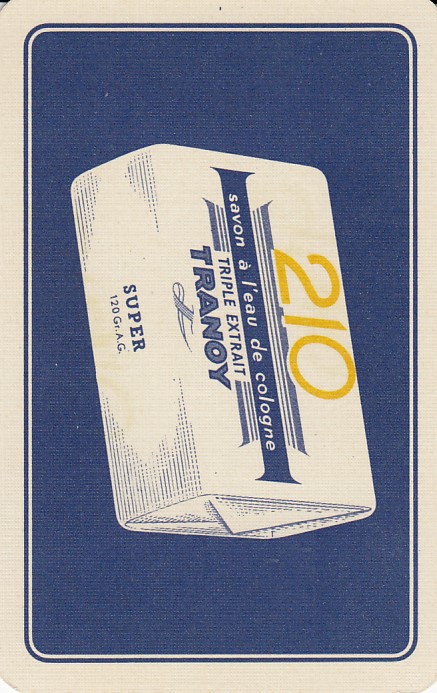 210
savon à l'eau de cologne
TRIPLE EXTRAIT
TRANOY
SUPER
120 Gr. A.G.